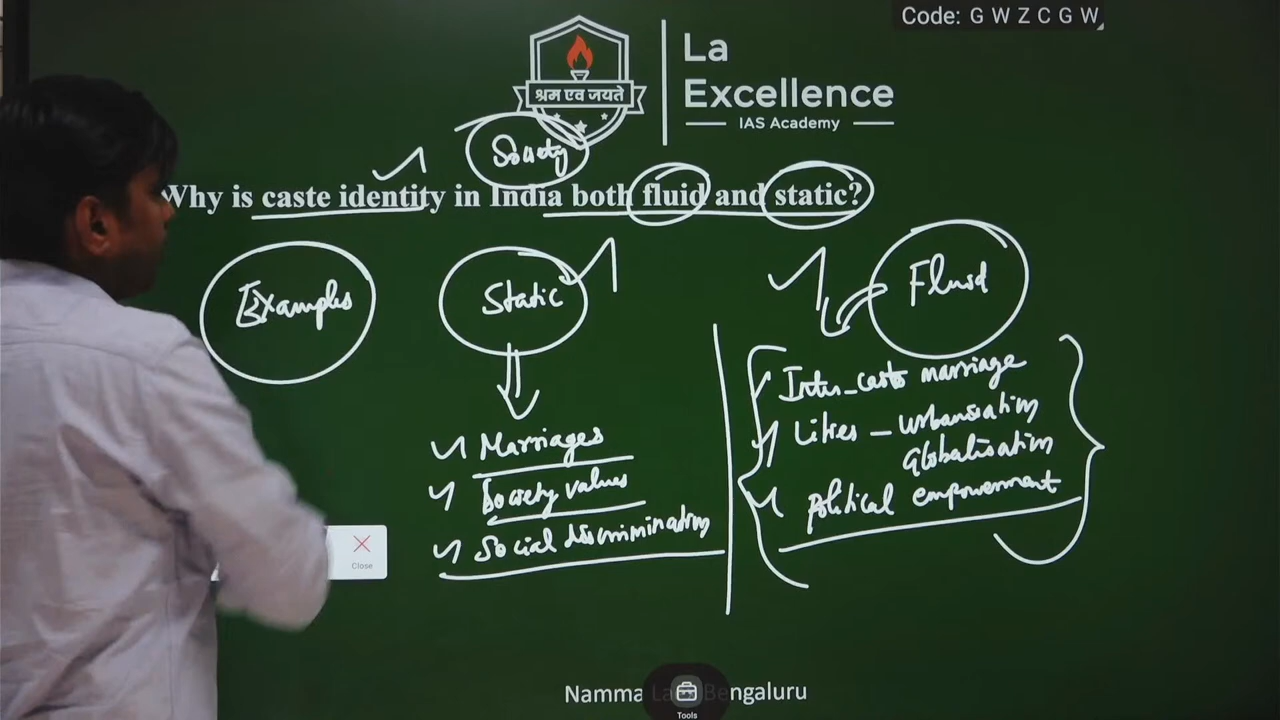 Code: G W Z C G W
La
Excellence
IAS Academy
श्रम एव जयते
Society
Why is caste identity in India both fluid and static?
Examples
Static
Fluid
Marriages
Society values
Social discrimination
Inter-caste marriage
Cities - urbanisation
Globalisation
Political empowerment
Close
Namma La Bengaluru
Tools